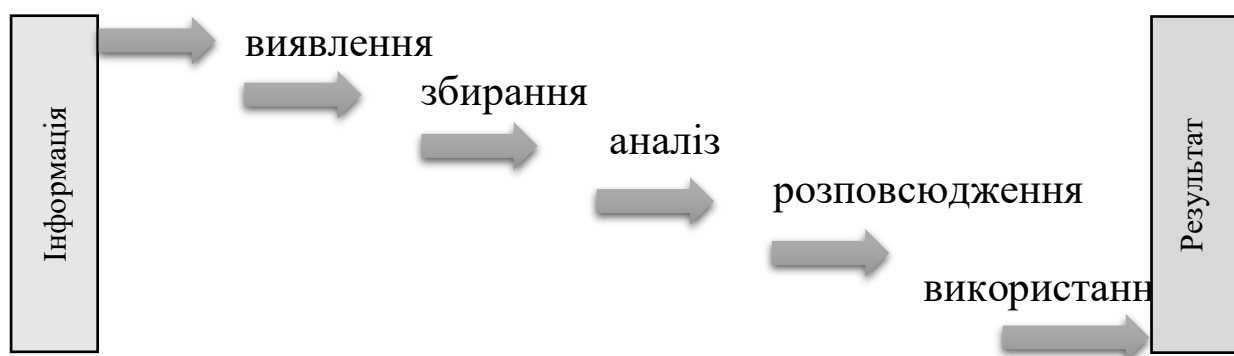 Інформація
виявлення
збирання
аналіз
розповсюдження
використанн
Результат